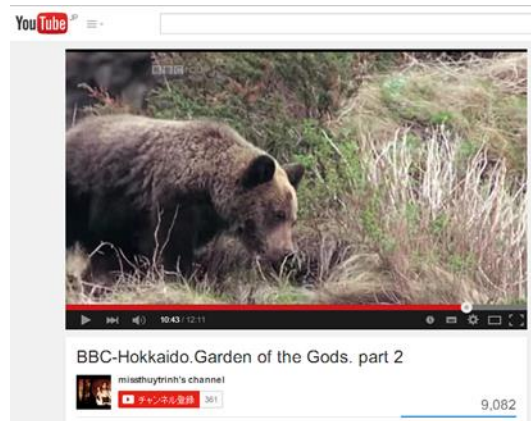 YouTube JP
BBC
10:43 / 12:11
BBC-Hokkaido.Garden of the Gods. part 2
missthuytrinh's channel
チャンネル登録 361
9,082